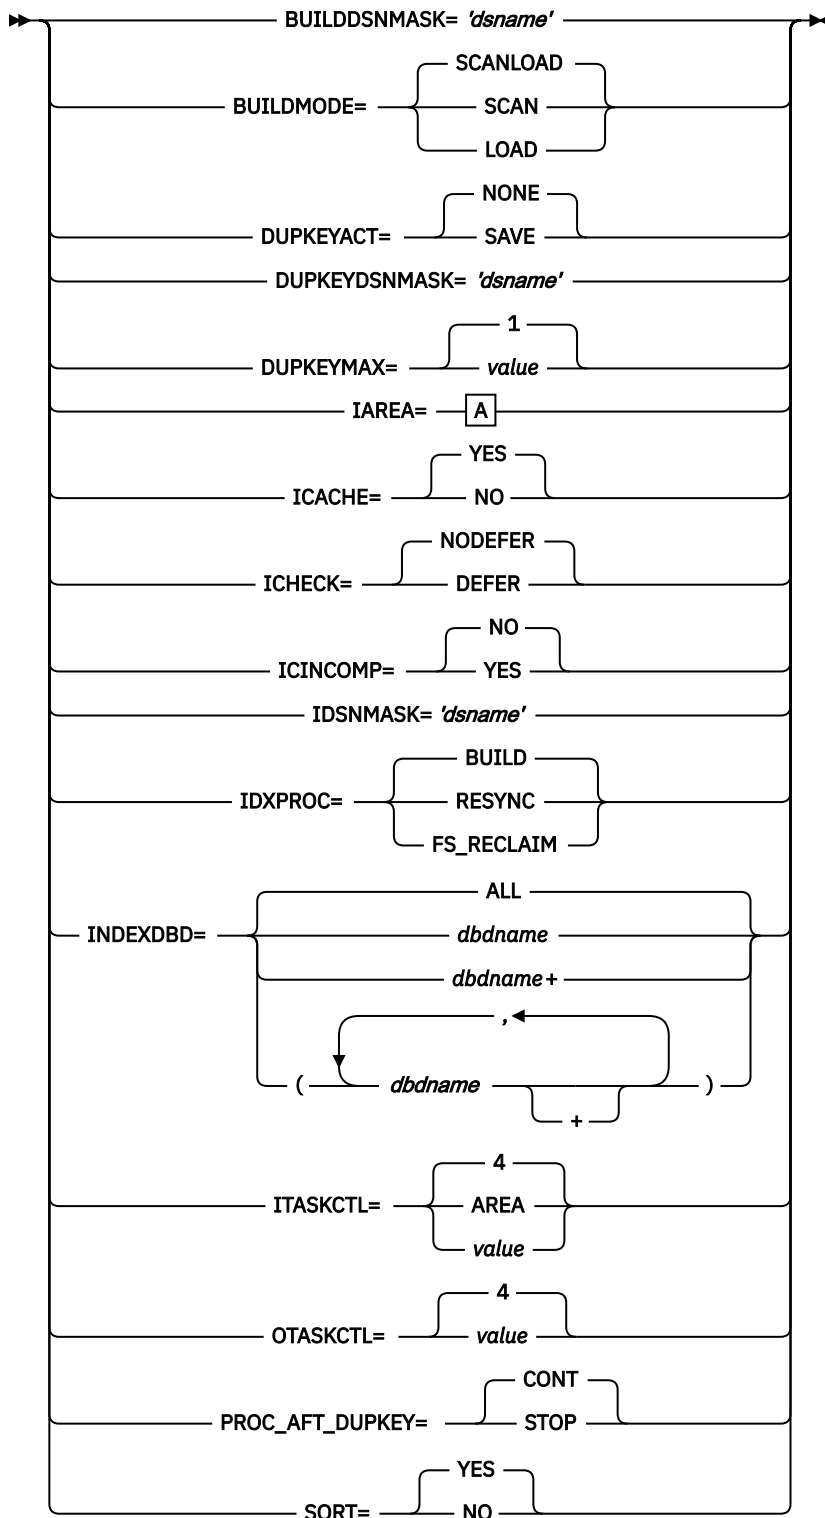 BUILDDSNMASK= 'dsname'
SCANLOAD
BUILDMODE= SCAN
LOAD
NONE
DUPKEYACT= SAVE
DUPKEYDSNMASK= 'dsname'
1
DUPKEYMAX= value
IAREA= A
YES
ICACHE= NO
NODEFER
ICHECK= DEFER
NO
ICINCOMP= YES
IDSNMASK= 'dsname'
BUILD
IDXPROC= RESYNC
FS_RECLAIM
ALL
INDEXDBD= dbdname
dbdname+
,
( dbdname )
+
4
ITASKCTL= AREA
value
4
OTASKCTL= value
CONT
PROC_AFT_DUPKEY= STOP
YES
SORT= NO